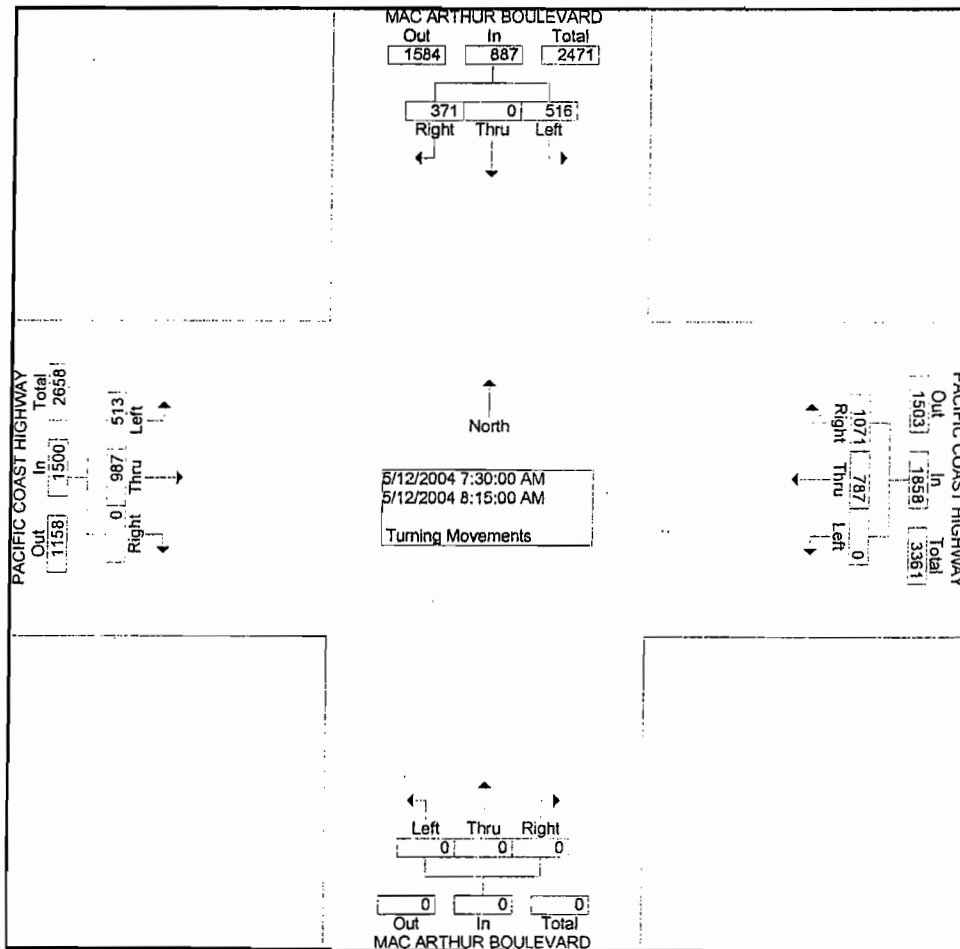 MAC ARTHUR BOULEVARD
Out In Total
1584 887 2471
371 0 516
Right Thru Left
PACIFIC COAST HIGHWAY
Total In Out
2658 1500 1158
513 987 0
Left Thru Right
North
5/12/2004 7:30:00 AM
5/12/2004 8:15:00 AM
Turning Movements
Right Thru Left
1071 787 0
Out In Total
1503 1858 3361
PACIFIC COAST HIGHWAY
Left Thru Right
0 0 0
0 0 0
Out In Total
MAC ARTHUR BOULEVARD